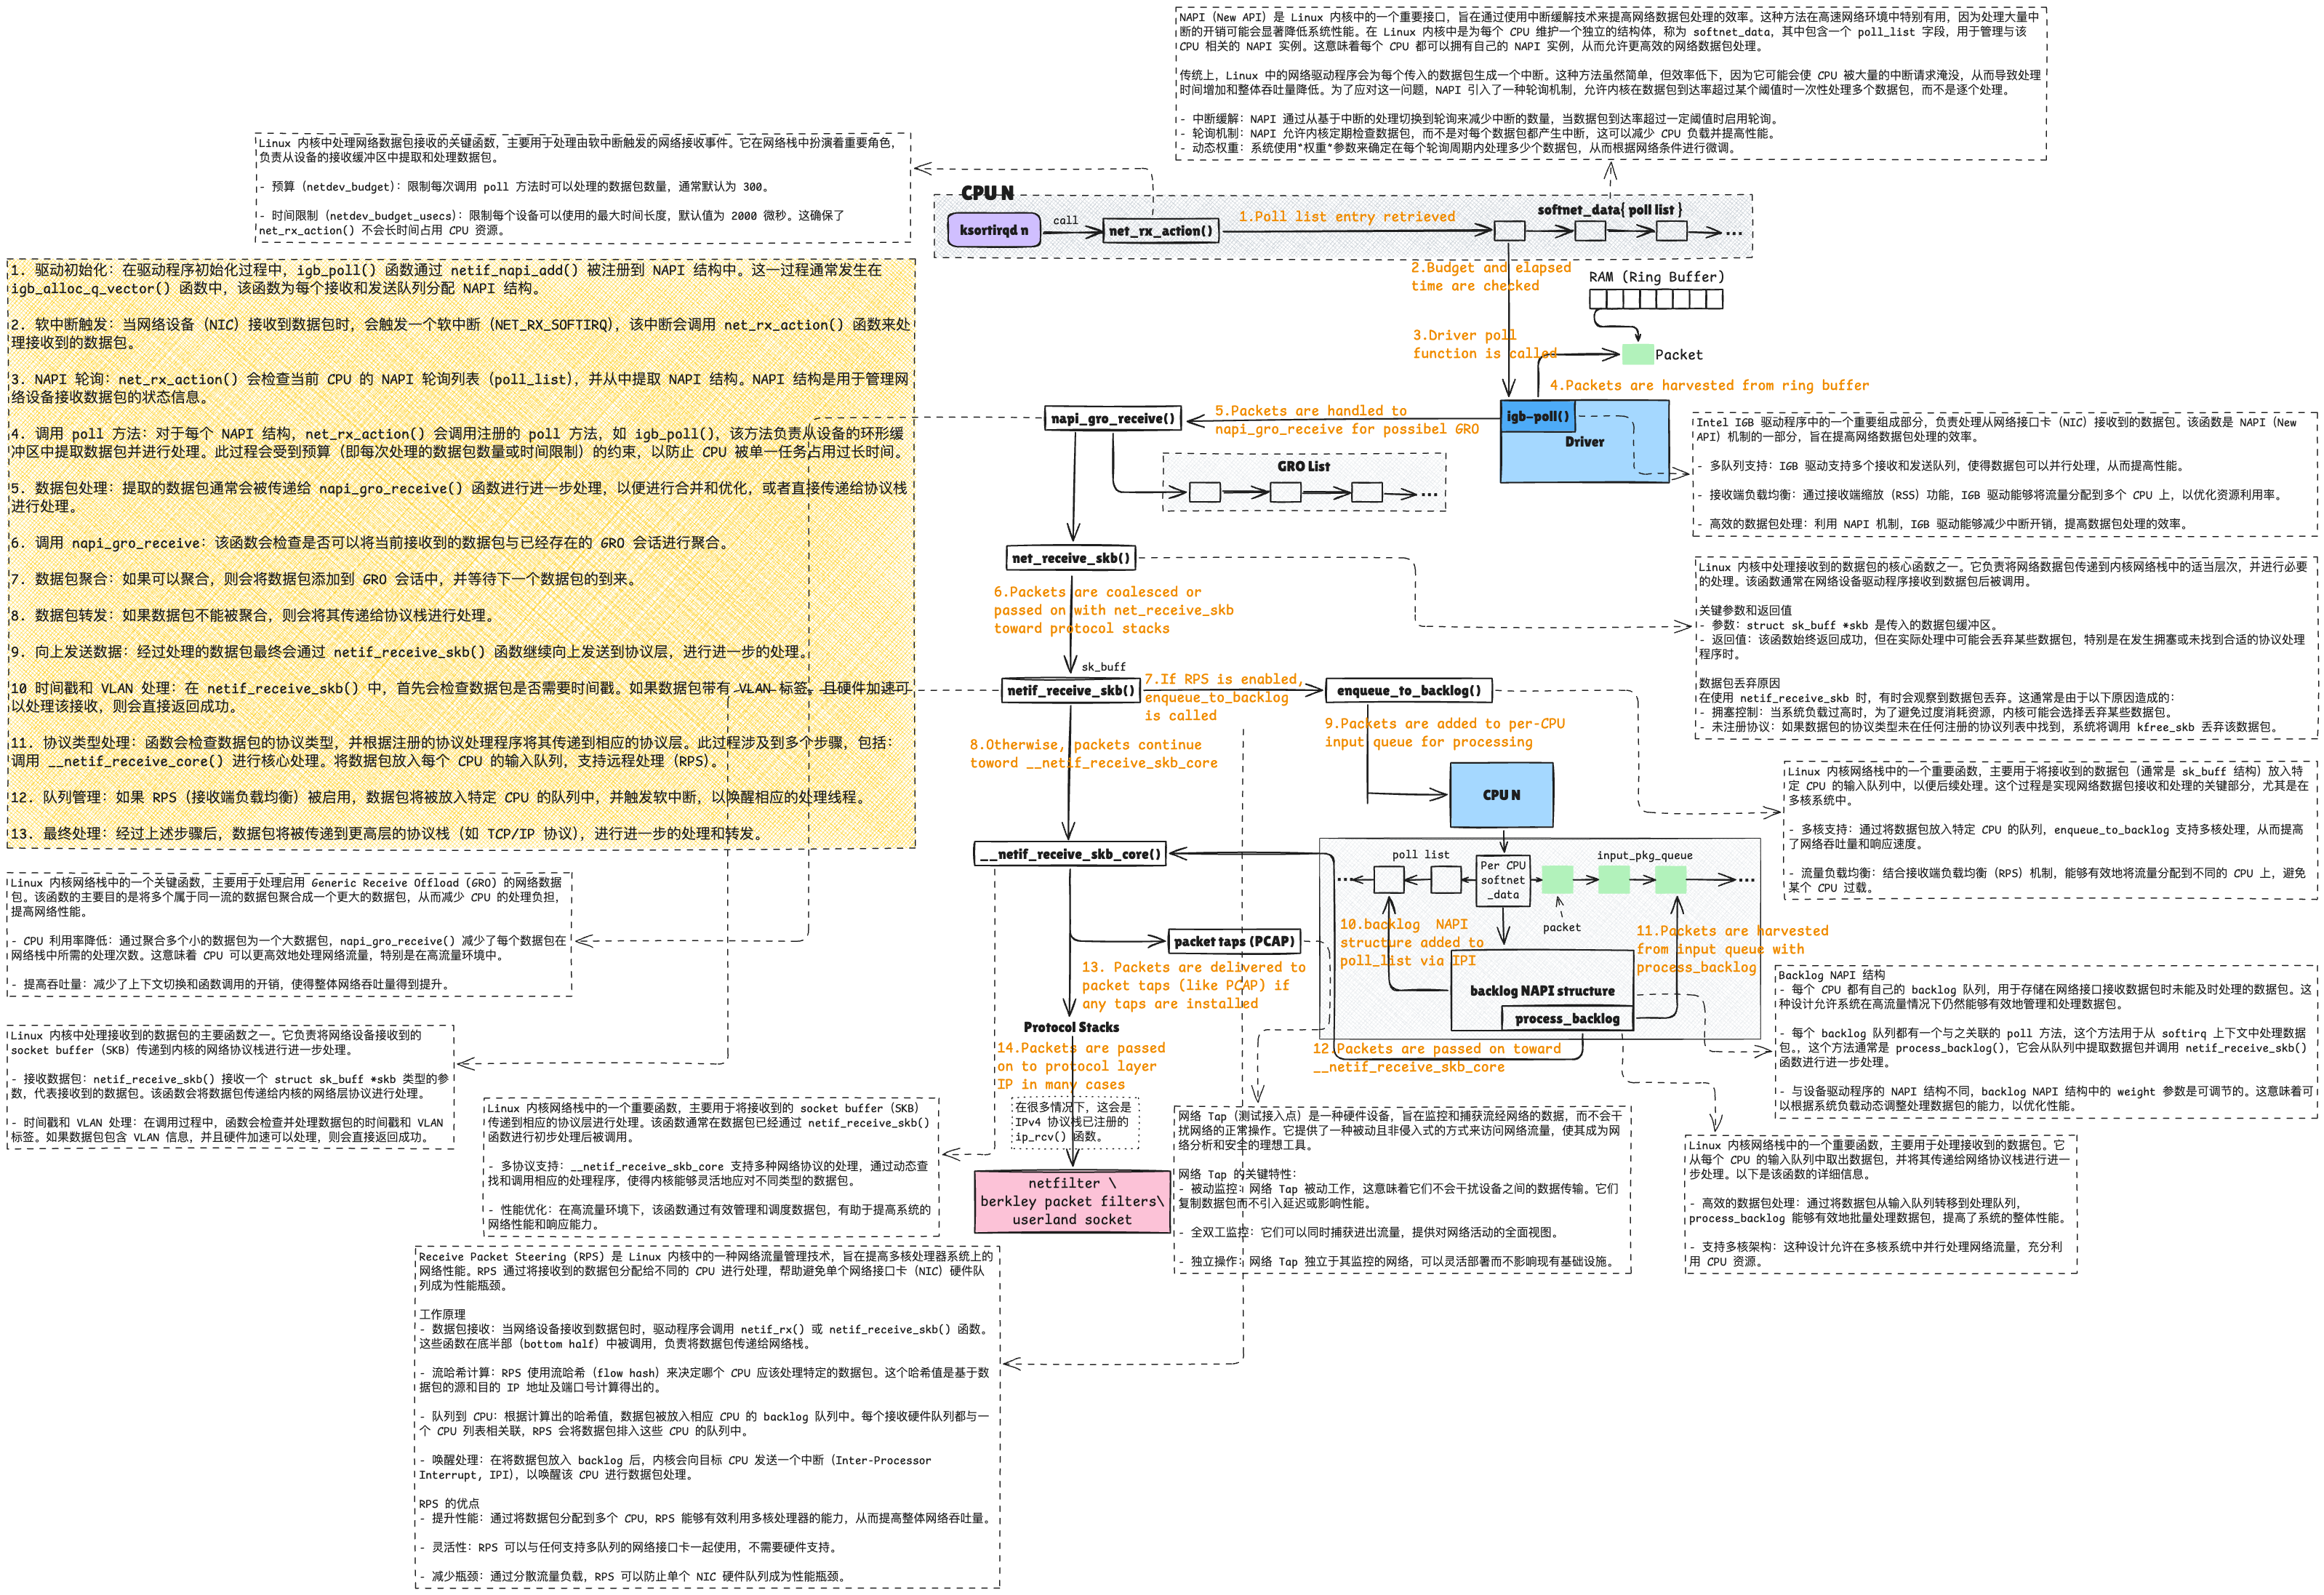 NAPI（New API）是 Linux 内核中的一个重要接口，旨在通过使用中断缓解技术来提高网络数据包处理的效率。这种方法在高速网络环境中特别有用，因为处理大量中
断的开销可能会显著降低系统性能。在 Linux 内核中是为每个 CPU 维护一个独立的结构体，称为 softnet_data，其中包含一个 poll_list 字段，用于管理与该
CPU 相关的 NAPI 实例。这意味着每个 CPU 都可以拥有自己的 NAPI 实例，从而允许更高效的网络数据包处理。
传统上，Linux 中的网络驱动程序会为每个传入的数据包生成一个中断。这种方法虽然简单，但效率低下，因为它可能会使 CPU 被大量的中断请求淹没，从而导致处理
时间增加和整体吞吐量降低。为了应对这一问题，NAPI 引入了一种轮询机制，允许内核在数据包到达率超过某个阈值时一次性处理多个数据包，而不是逐个处理。
- 中断缓解：NAPI 通过从基于中断的处理切换到轮询来减少中断的数量，当数据包到达率超过一定阈值时启用轮询。
- 轮询机制：NAPI 允许内核定期检查数据包，而不是对每个数据包都产生中断，这可以减少 CPU 负载并提高性能。
- 动态权重：系统使用*权重*参数来确定在每个轮询周期内处理多少个数据包，从而根据网络条件进行微调。
Linux 内核中处理网络数据包接收的关键函数，主要用于处理由软中断触发的网络接收事件。它在网络栈中扮演着重要角色，
负责从设备的接收缓冲区中提取和处理数据包。
- 预算（netdev_budget）：限制每次调用 poll 方法时可以处理的数据包数量，通常默认为 300。
- 时间限制（netdev_budget_usecs）：限制每个设备可以使用的最大时间长度，默认值为 2000 微秒。这确保了
net_rx_action() 不会长时间占用 CPU 资源。
CPU N
ksortirqd n
call
net_rx_action()
1.Poll list entry retrieved
softnet_data{ poll list }
...
2.Budget and elapsed
time are checked
RAM (Ring Buffer)
3.Driver poll
function is called
Packet
4.Packets are harvested from ring buffer
1. 驱动初始化：在驱动程序初始化过程中，igb_poll() 函数通过 netif_napi_add() 被注册到 NAPI 结构中。这一过程通常发生在
igb_alloc_q_vector() 函数中，该函数为每个接收和发送队列分配 NAPI 结构。
2. 软中断触发：当网络设备（NIC）接收到数据包时，会触发一个软中断（NET_RX_SOFTIRQ），该中断会调用 net_rx_action() 函数来处
理接收到的数据包。
3. NAPI 轮询：net_rx_action() 会检查当前 CPU 的 NAPI 轮询列表（poll_list），并从中提取 NAPI 结构。NAPI 结构是用于管理网
络设备接收数据包的状态信息。
4. 调用 poll 方法：对于每个 NAPI 结构，net_rx_action() 会调用注册的 poll 方法，如 igb_poll()，该方法负责从设备的环形缓
冲区中提取数据包并进行处理。此过程会受到预算（即每次处理的数据包数量或时间限制）的约束，以防止 CPU 被单一任务占用过长时间。
5. 数据包处理：提取的数据包通常会被传递给 napi_gro_receive() 函数进行进一步处理，以便进行合并和优化，或者直接传递给协议栈
进行处理。
6. 调用 napi_gro_receive：该函数会检查是否可以将当前接收到的数据包与已经存在的 GRO 会话进行聚合。
7. 数据包聚合：如果可以聚合，则会将数据包添加到 GRO 会话中，并等待下一个数据包的到来。
8. 数据包转发：如果数据包不能被聚合，则会将其传递给协议栈进行处理。
9. 向上发送数据：经过处理的数据包最终会通过 netif_receive_skb() 函数继续向上发送到协议层，进行进一步的处理。
10 时间戳和 VLAN 处理：在 netif_receive_skb() 中，首先会检查数据包是否需要时间戳。如果数据包带有 VLAN 标签，且硬件加速可
以处理该接收，则会直接返回成功。
11. 协议类型处理：函数会检查数据包的协议类型，并根据注册的协议处理程序将其传递到相应的协议层。此过程涉及到多个步骤，包括：
调用 __netif_receive_core() 进行核心处理。将数据包放入每个 CPU 的输入队列，支持远程处理（RPS）。
12. 队列管理：如果 RPS（接收端负载均衡）被启用，数据包将被放入特定 CPU 的队列中，并触发软中断，以唤醒相应的处理线程。
13. 最终处理：经过上述步骤后，数据包将被传递到更高层的协议栈（如 TCP/IP 协议），进行进一步的处理和转发。
napi_gro_receive()
5.Packets are handled to
napi_gro_receive for possibel GRO
igb-poll()
Driver
GRO List
...
Intel IGB 驱动程序中的一个重要组成部分，负责处理从网络接口卡（NIC）接收到的数据包。该函数是 NAPI（New
API）机制的一部分，旨在提高网络数据包处理的效率。
- 多队列支持：IGB 驱动支持多个接收和发送队列，使得数据包可以并行处理，从而提高性能。
- 接收端负载均衡：通过接收端缩放（RSS）功能，IGB 驱动能够将流量分配到多个 CPU 上，以优化资源利用率。
- 高效的数据包处理：利用 NAPI 机制，IGB 驱动能够减少中断开销，提高数据包处理的效率。
net_receive_skb()
6.Packets are coalesced or
passed on with net_receive_skb
toward protocol stacks
Linux 内核中处理接收到的数据包的核心函数之一。它负责将网络数据包传递到内核网络栈中的适当层次，并进行必要
的处理。该函数通常在网络设备驱动程序接收到数据包后被调用。
关键参数和返回值
- 参数：struct sk_buff *skb 是传入的数据包缓冲区。
- 返回值：该函数始终返回成功，但在实际处理中可能会丢弃某些数据包，特别是在发生拥塞或未找到合适的协议处理
程序时。
数据包丢弃原因
在使用 netif_receive_skb 时，有时会观察到数据包丢弃。这通常是由于以下原因造成的：
- 拥塞控制：当系统负载过高时，为了避免过度消耗资源，内核可能会选择丢弃某些数据包。
- 未注册协议：如果数据包的协议类型未在任何注册的协议列表中找到，系统将调用 kfree_skb 丢弃该数据包。
sk_buff
netif_receive_skb()
7.If RPS is enabled,
enqueue_to_backlog
is called
enqueue_to_backlog()
8.Otherwise, packets continue
toward __netif_receive_skb_core
9.Packets are added to per-CPU
input queue for processing
CPU N
Linux 内核网络栈中的一个重要函数，主要用于将接收到的数据包（通常是 sk_buff 结构）放入特
定 CPU 的输入队列中，以便后续处理。这个过程是实现网络数据包接收和处理的关键部分，尤其是在
多核系统中。
- 多核支持：通过将数据包放入特定 CPU 的队列，enqueue_to_backlog 支持多核处理，从而提高
了网络吞吐量和响应速度。
- 流量负载均衡：结合接收端负载均衡（RPS）机制，能够有效地将流量分配到不同的 CPU 上，避免
某个 CPU 过载。
__netif_receive_skb_core()
poll list
Per CPU
softnet
_data
input_pkg_queue
...
...
packet
10.backlog NAPI
structure added to
poll_list via IPI
11.Packets are harvested
from input queue with
process_backlog
backlog NAPI structure
process_backlog
12.Packets are passed on toward
__netif_receive_skb_core
packet taps (PCAP)
13. Packets are delivered to
packet taps (like PCAP) if
any taps are installed
Protocol Stacks
14.Packets are passed
on to protocol layer
IP in many cases
在很多情况下，这会是
IPv4 协议栈已注册的
ip_rcv() 函数。
netfilter \
berkley packet filters\
userland socket
Linux 内核网络栈中的一个关键函数，主要用于处理启用 Generic Receive Offload (GRO) 的网络数据
包。该函数的主要目的是将多个属于同一流的数据包聚合成一个更大的数据包，从而减少 CPU 的处理负担，
提高网络性能。
- CPU 利用率降低：通过聚合多个小的数据包为一个大数据包，napi_gro_receive() 减少了每个数据包在
网络栈中所需的处理次数。这意味着 CPU 可以更高效地处理网络流量，特别是在高流量环境中。
- 提高吞吐量：减少了上下文切换和函数调用的开销，使得整体网络吞吐量得到提升。
Linux 内核中处理接收到的数据包的主要函数之一。它负责将网络设备接收到的
socket buffer（SKB）传递到内核的网络协议栈进行进一步处理。
- 接收数据包：netif_receive_skb() 接收一个 struct sk_buff *skb 类型的参
数，代表接收到的数据包。该函数会将数据包传递给内核的网络层协议进行处理。
- 时间戳和 VLAN 处理：在调用过程中，函数会检查并处理数据包的时间戳和 VLAN
标签。如果数据包包含 VLAN 信息，并且硬件加速可以处理，则会直接返回成功。
Linux 内核网络栈中的一个重要函数，主要用于将接收到的 socket buffer（SKB）
传递到相应的协议层进行处理。该函数通常在数据包已经通过 netif_receive_skb()
函数进行初步处理后被调用。
- 多协议支持：__netif_receive_skb_core 支持多种网络协议的处理，通过动态查
找和调用相应的处理程序，使得内核能够灵活地应对不同类型的数据包。
- 性能优化：在高流量环境下，该函数通过有效管理和调度数据包，有助于提高系统的
网络性能和响应能力。
Backlog NAPI 结构
- 每个 CPU 都有自己的 backlog 队列，用于存储在网络接口接收数据包时未能及时处理的数据包。这
种设计允许系统在高流量情况下仍然能够有效地管理和处理数据包。
- 每个 backlog 队列都有一个与之关联的 poll 方法，这个方法用于从 softirq 上下文中处理数据
包。，这个方法通常是 process_backlog()，它会从队列中提取数据包并调用 netif_receive_skb()
函数进行进一步处理。
- 与设备驱动程序的 NAPI 结构不同，backlog NAPI 结构中的 weight 参数是可调节的。这意味着可
以根据系统负载动态调整处理数据包的能力，以优化性能。
网络 Tap（测试接入点）是一种硬件设备，旨在监控和捕获流经网络的数据，而不会干
扰网络的正常操作。它提供了一种被动且非侵入式的方式来访问网络流量，使其成为网
络分析和安全的理想工具。
网络 Tap 的关键特性：
- 被动监控：网络 Tap 被动工作，这意味着它们不会干扰设备之间的数据传输。它们
复制数据包而不引入延迟或影响性能。
- 全双工监控：它们可以同时捕获进出流量，提供对网络活动的全面视图。
- 独立操作：网络 Tap 独立于其监控的网络，可以灵活部署而不影响现有基础设施。
Linux 内核网络栈中的一个重要函数，主要用于处理接收到的数据包。它
从每个 CPU 的输入队列中取出数据包，并将其传递给网络协议栈进行进一
步处理。以下是该函数的详细信息。
- 高效的数据包处理：通过将数据包从输入队列转移到处理队列，
process_backlog 能够有效地批量处理数据包，提高了系统的整体性能。
- 支持多核架构：这种设计允许在多核系统中并行处理网络流量，充分利
用 CPU 资源。
Receive Packet Steering (RPS) 是 Linux 内核中的一种网络流量管理技术，旨在提高多核处理器系统上的
网络性能。RPS 通过将接收到的数据包分配给不同的 CPU 进行处理，帮助避免单个网络接口卡（NIC）硬件队
列成为性能瓶颈。
工作原理
- 数据包接收：当网络设备接收到数据包时，驱动程序会调用 netif_rx() 或 netif_receive_skb() 函数。
这些函数在底半部（bottom half）中被调用，负责将数据包传递给网络栈。
- 流哈希计算：RPS 使用流哈希（flow hash）来决定哪个 CPU 应该处理特定的数据包。这个哈希值是基于数
据包的源和目的 IP 地址及端口号计算得出的。
- 队列到 CPU：根据计算出的哈希值，数据包被放入相应 CPU 的 backlog 队列中。每个接收硬件队列都与一
个 CPU 列表相关联，RPS 会将数据包排入这些 CPU 的队列中。
- 唤醒处理：在将数据包放入 backlog 后，内核会向目标 CPU 发送一个中断（Inter-Processor
Interrupt, IPI），以唤醒该 CPU 进行数据包处理。
RPS 的优点
- 提升性能：通过将数据包分配到多个 CPU，RPS 能够有效利用多核处理器的能力，从而提高整体网络吞吐量。
- 灵活性：RPS 可以与任何支持多队列的网络接口卡一起使用，不需要硬件支持。
- 减少瓶颈：通过分散流量负载，RPS 可以防止单个 NIC 硬件队列成为性能瓶颈。